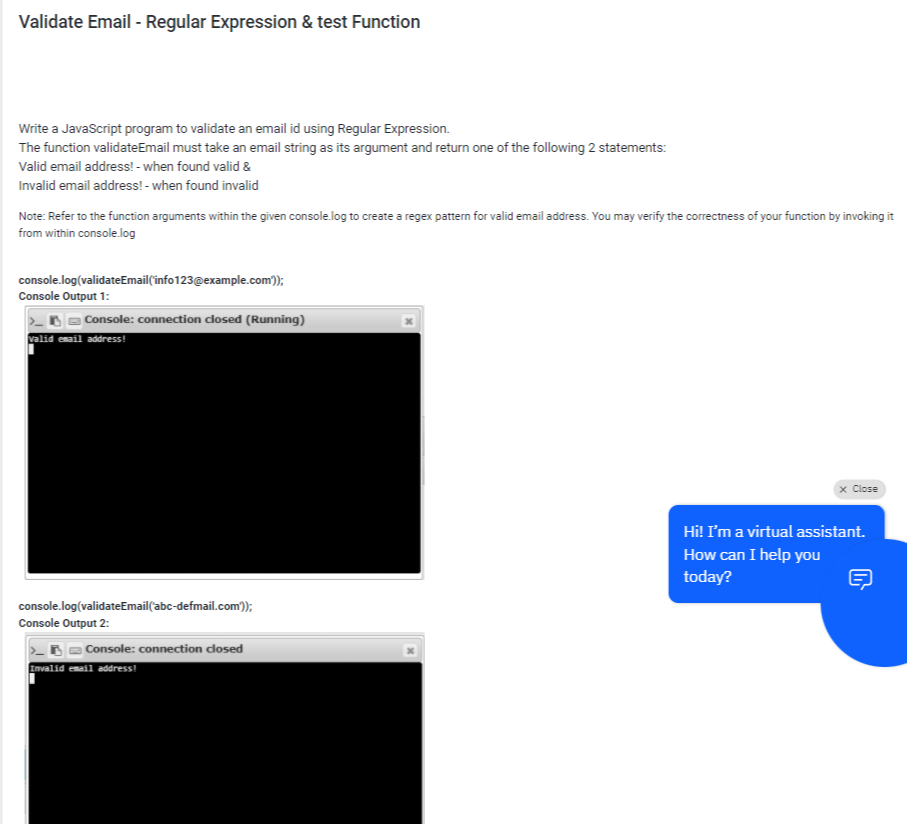 Validate Email - Regular Expression & test Function
Write a JavaScript program to validate an email id using Regular Expression.
The function validateEmail must take an email string as its argument and return one of the following 2 statements:
Valid email address! - when found valid &
Invalid email address! - when found invalid
Note: Refer to the function arguments within the given console.log to create a regex pattern for valid email address. You may verify the correctness of your function by invoking it
from within console.log
console.log(validateEmail('info123@example.com'));
Console Output 1:
>_ Console: connection closed (Running)
Valid email address!
× Close
Hi! I'm a virtual assistant.
How can I help you
today?
console.log(validateEmail('abc-defmail.com'));
Console Output 2:
>_ Console: connection closed
Invalid email address!